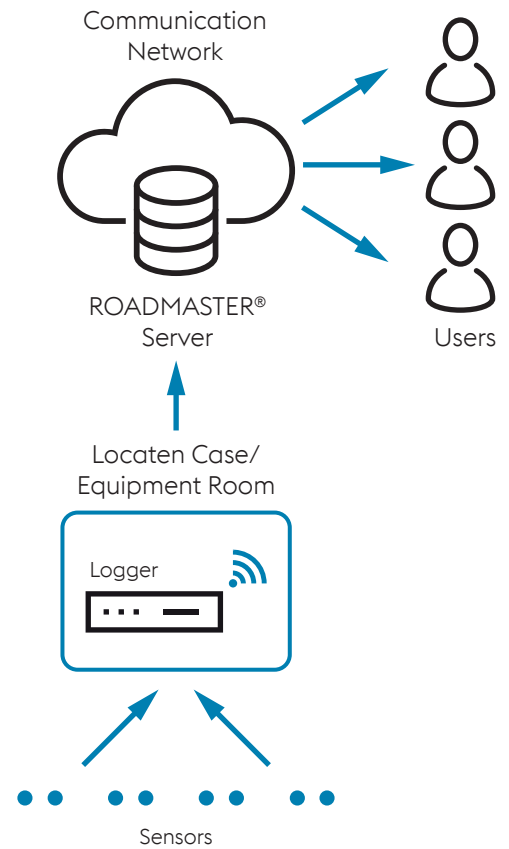 Communication
Network
ROADMASTER®
Server
Users
Locaten Case/
Equipment Room
Logger
Sensors